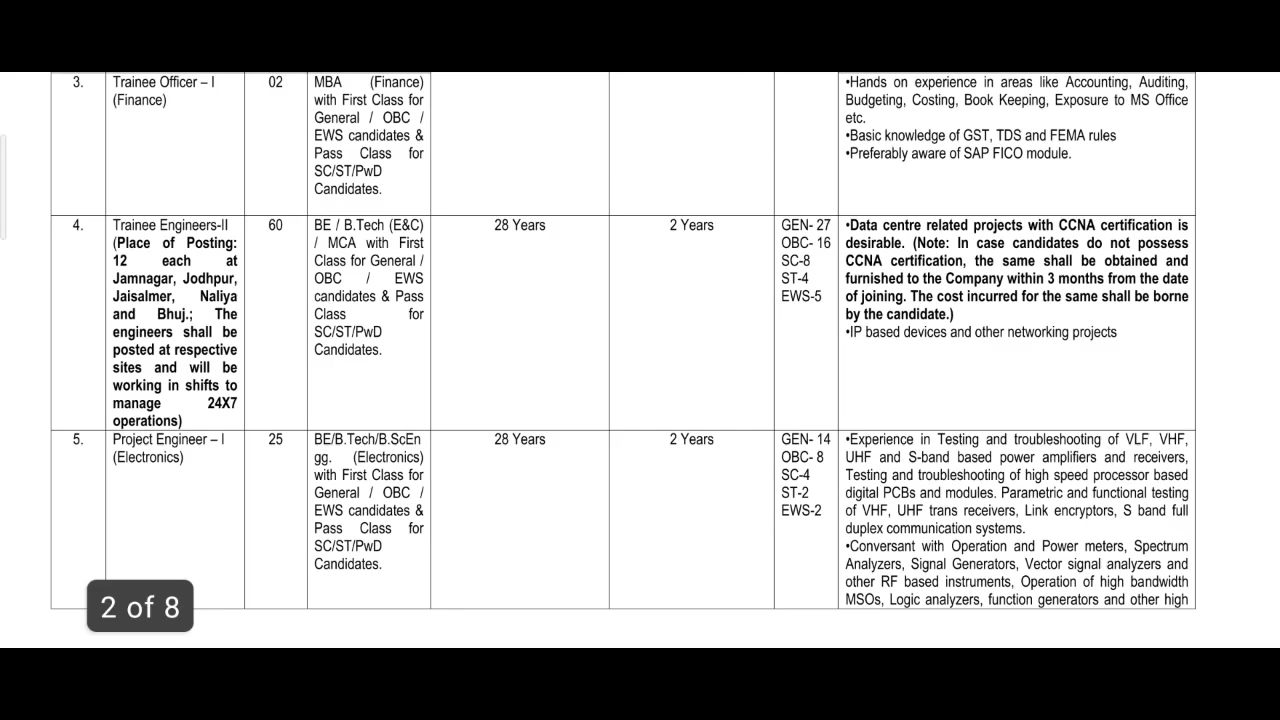 3.
Trainee Officer – I
(Finance)
02
MBA (Finance)
with First Class for
General / OBC /
EWS candidates &
Pass Class for
SC/ST/PwD
Candidates.
•Hands on experience in areas like Accounting, Auditing,
Budgeting, Costing, Book Keeping, Exposure to MS Office
etc.
•Basic knowledge of GST, TDS and FEMA rules
•Preferably aware of SAP FICO module.
4.
Trainee Engineers-II
(Place of Posting:
12 each at
Jamnagar, Jodhpur,
Jaisalmer, Naliya
and Bhuj.; The
engineers shall be
posted at respective
sites and will be
working in shifts to
manage 24X7
operations)
60
BE / B.Tech (E&C)
/ MCA with First
Class for General /
OBC / EWS
candidates & Pass
Class for
SC/ST/PwD
Candidates.
28 Years
2 Years
GEN- 27
OBC- 16
SC-8
ST-4
EWS-5
•Data centre related projects with CCNA certification is
desirable. (Note: In case candidates do not possess
CCNA certification, the same shall be obtained and
furnished to the Company within 3 months from the date
of joining. The cost incurred for the same shall be borne
by the candidate.)
•IP based devices and other networking projects
5.
Project Engineer – I
(Electronics)
25
BE/B.Tech/B.ScEn
gg. (Electronics)
with First Class for
General / OBC /
EWS candidates &
Pass Class for
SC/ST/PwD
Candidates.
28 Years
2 Years
GEN- 14
OBC- 8
SC-4
ST-2
EWS-2
•Experience in Testing and troubleshooting of VLF, VHF,
UHF and S-band based power amplifiers and receivers,
Testing and troubleshooting of high speed processor based
digital PCBs and modules. Parametric and functional testing
of VHF, UHF trans receivers, Link encryptors, S band full
duplex communication systems.
•Conversant with Operation and Power meters, Spectrum
Analyzers, Signal Generators, Vector signal analyzers and
other RF based instruments, Operation of high bandwidth
MSOs, Logic analyzers, function generators and other high
2 of 8